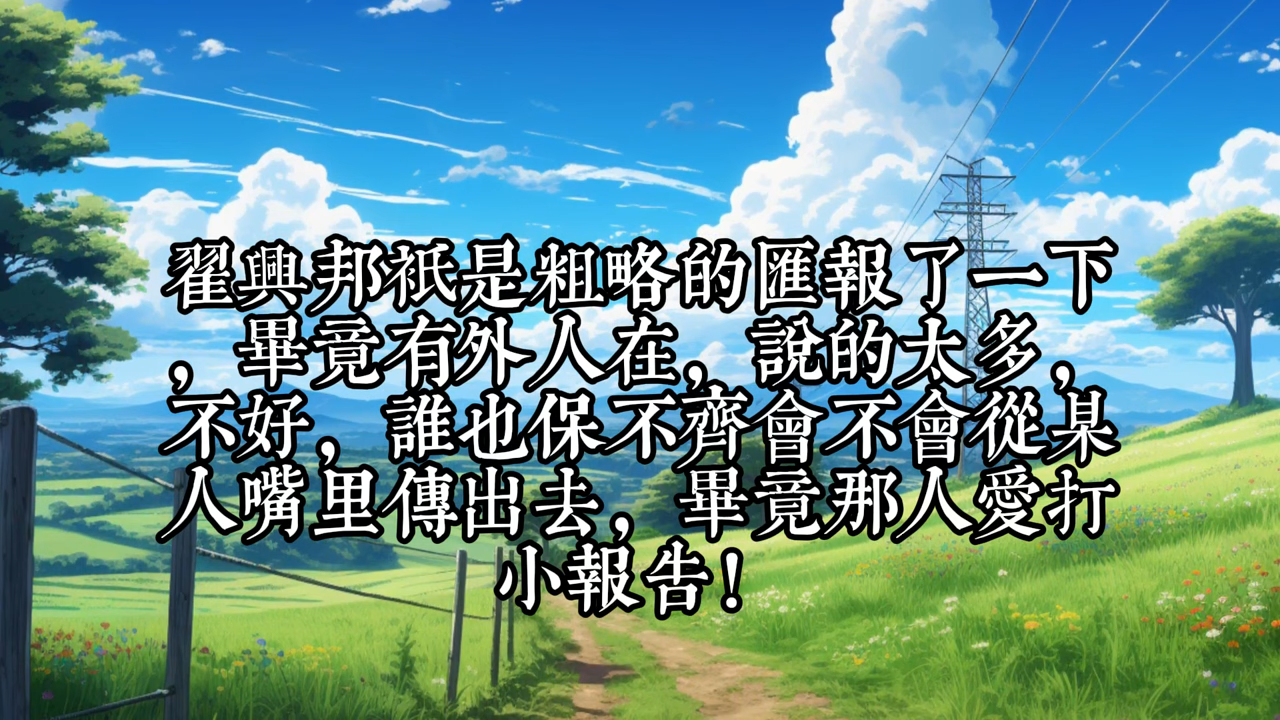 翟興邦祇是粗略的匯報了一下
，畢竟有外人在，說的太多，
不好，誰也保不齊會不會從某
人嘴里傳出去，畢竟那人愛打
小報告！